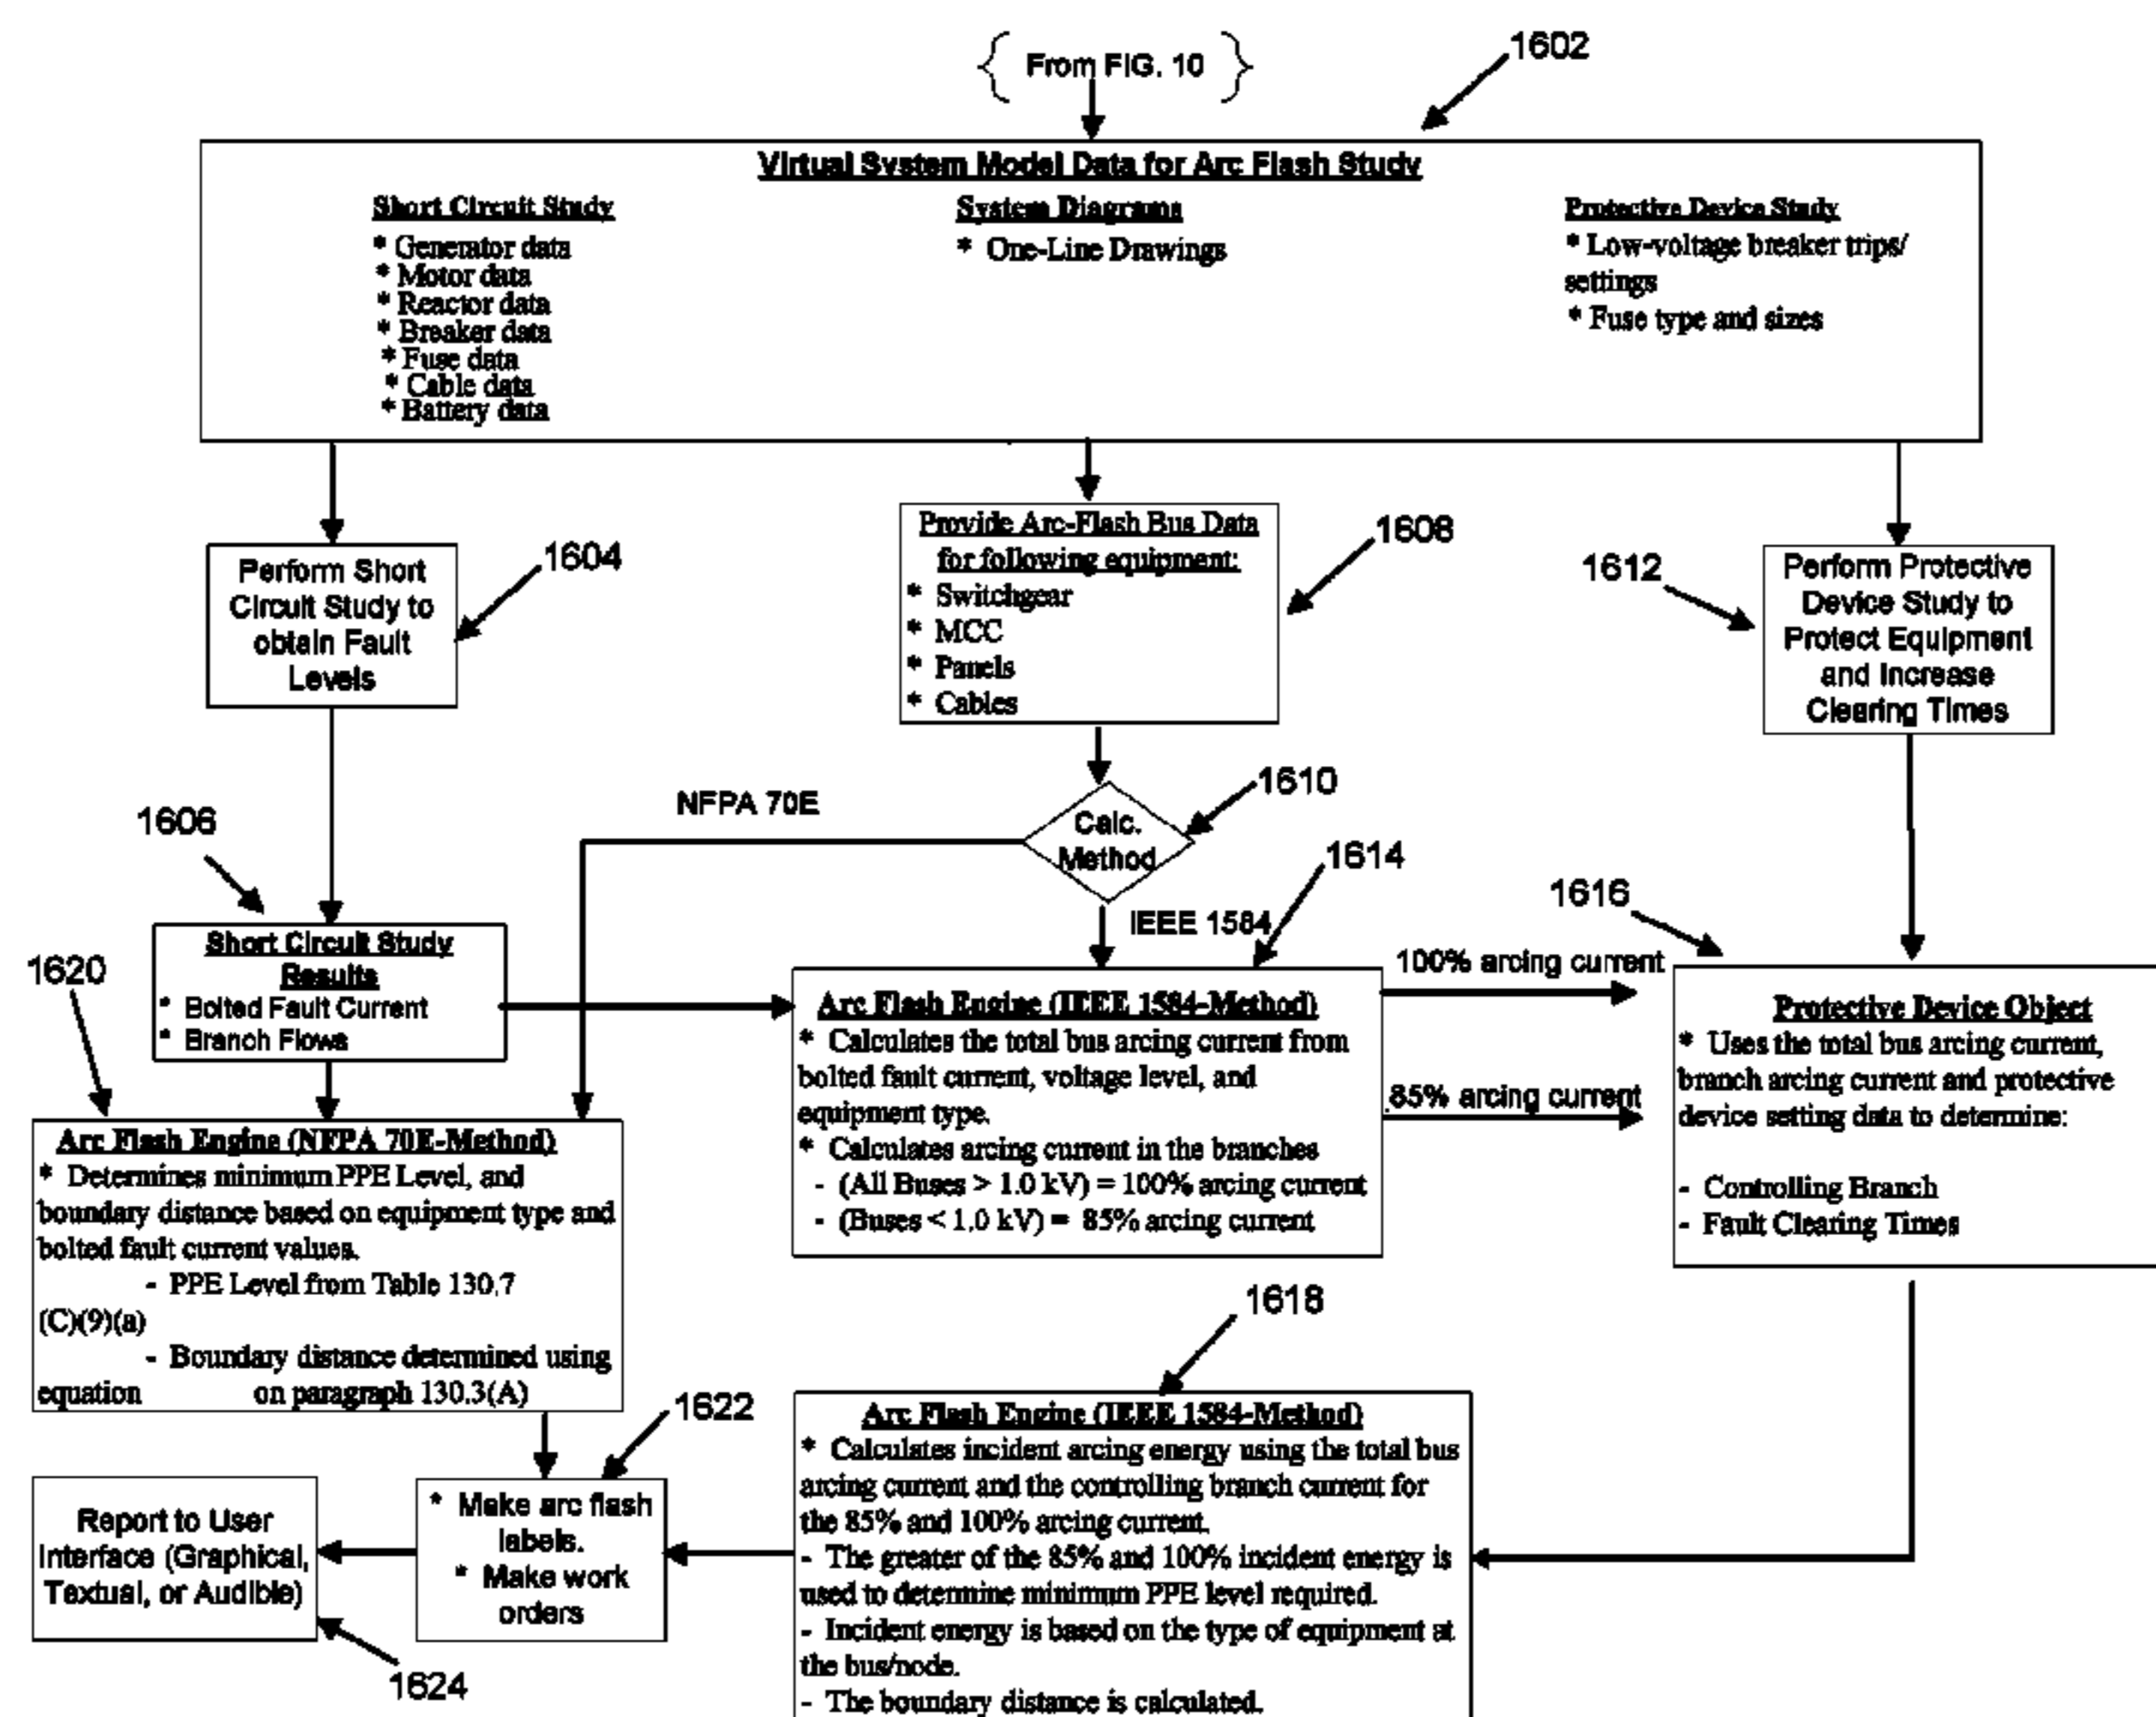 { From FIG. 10 }
1602
Virtual System Model Data for Arc Flash Study
Short Circuit Study
* Generator data
* Motor data
* Reactor data
* Breaker data
* Fuse data
* Cable data
* Battery data
System Diagrams
* One-Line Drawings
Protective Device Study
* Low-voltage breaker trips/
settings
* Fuse type and sizes
1604
Perform Short
Circuit Study to
obtain Fault
Levels
1608
Provide Arc-Flash Bus Data
for following equipment:
* Switchgear
* MCC
* Panels
* Cables
1612
Perform Protective
Device Study to
Protect Equipment
and Increase
Clearing Times
1610
Calc.
Method
NFPA 70E
IEEE 1584
1606
Short Circuit Study
Results
* Bolted Fault Current
* Branch Flows
1614
Arc Flash Engine (IEEE 1584-Method)
* Calculates the total bus arcing current from
bolted fault current, voltage level, and
equipment type.
* Calculates arcing current in the branches
- (All Buses > 1.0 kV) = 100% arcing current
- (Buses < 1.0 kV) = 85% arcing current
100% arcing current
85% arcing current
1616
Protective Device Object
* Uses the total bus arcing current,
branch arcing current and protective
device setting data to determine:
- Controlling Branch
- Fault Clearing Times
1620
Arc Flash Engine (NFPA 70E-Method)
* Determines minimum PPE Level, and
boundary distance based on equipment type and
bolted fault current values.
- PPE Level from Table 130.7
(C)(9)(a)
- Boundary distance determined using
equation on paragraph 130.3(A)
1618
Arc Flash Engine (IEEE 1584-Method)
* Calculates incident arcing energy using the total bus
arcing current and the controlling branch current for
the 85% and 100% arcing current.
- The greater of the 85% and 100% incident energy is
used to determine minimum PPE level required.
- Incident energy is based on the type of equipment at
the bus/node.
- The boundary distance is calculated.
1622
* Make arc flash
labels.
* Make work
orders
Report to User
Interface (Graphical,
Textual, or Audible)
1624